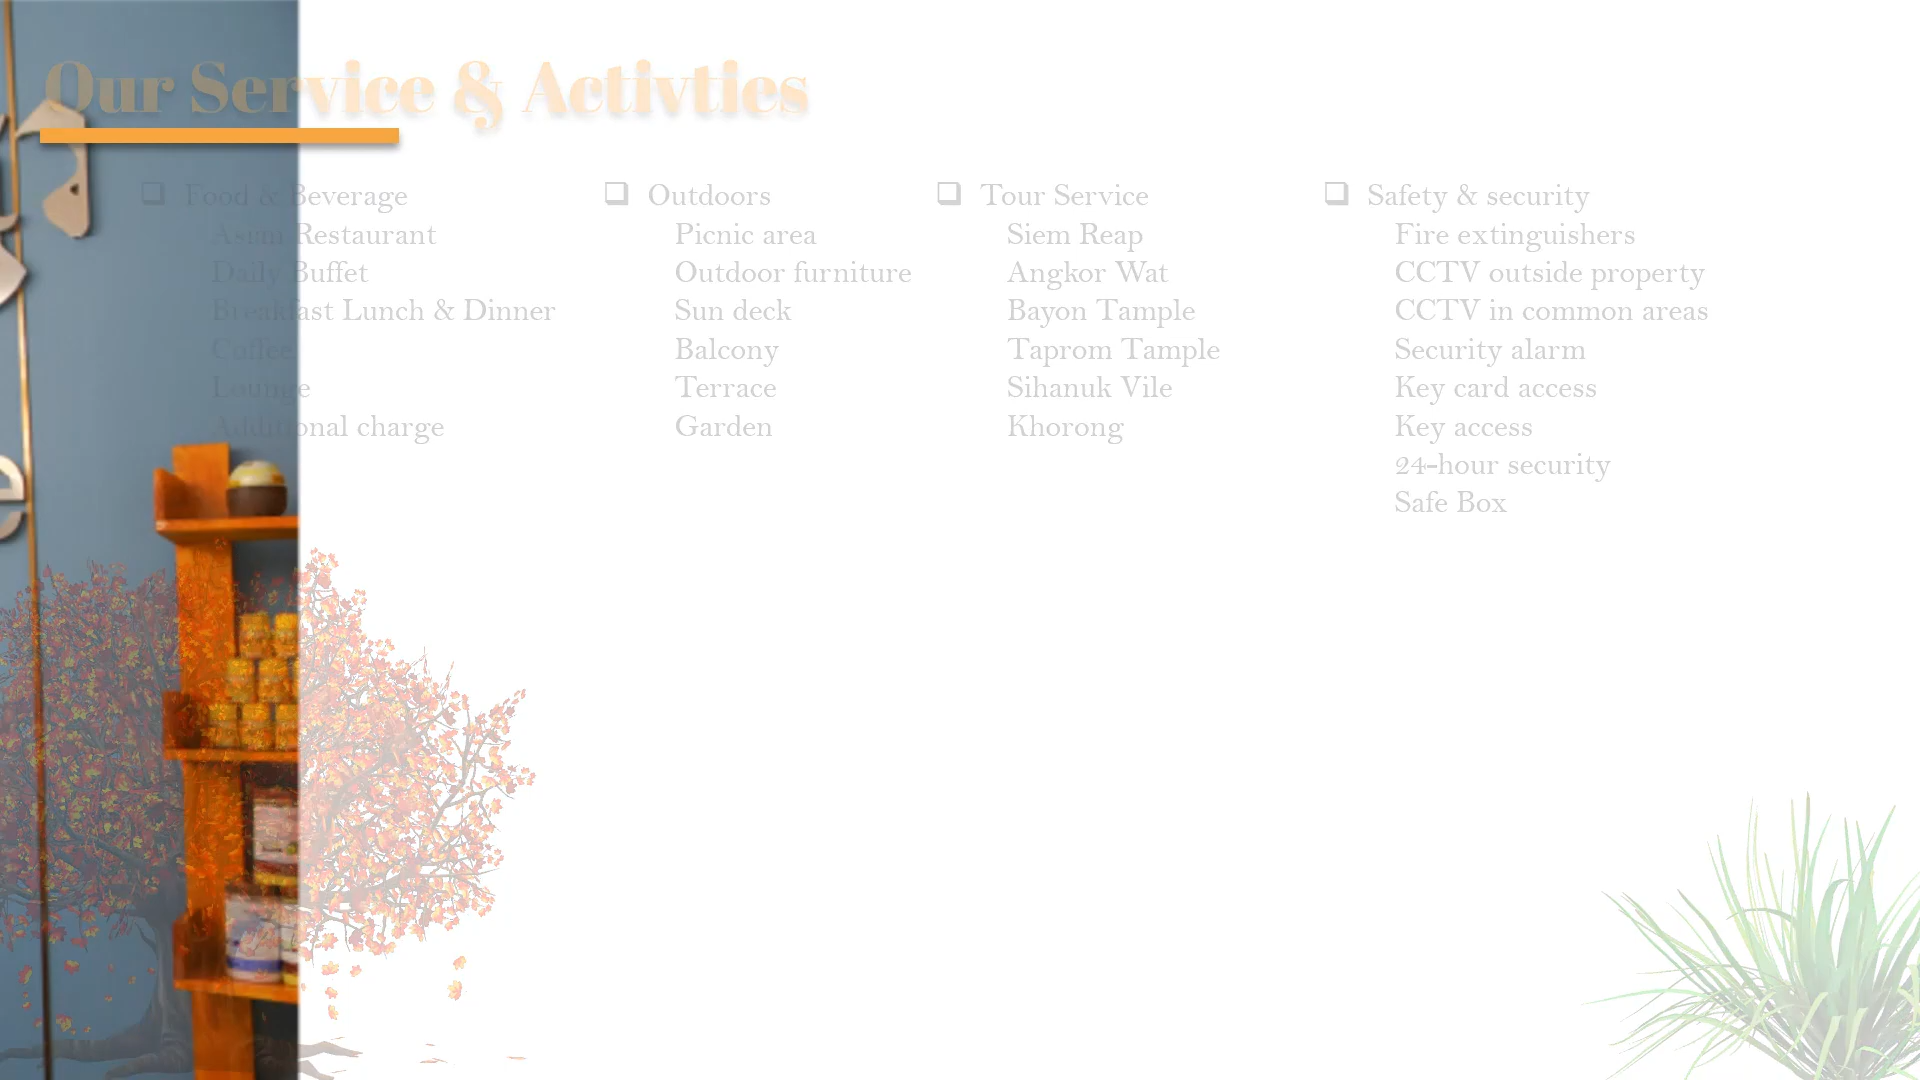 Our Service & Activties
Food & Beverage
Asian Restaurant
Daily Buffet
Breakfast Lunch & Dinner
Coffee
Lounge
Additional charge
Outdoors
Picnic area
Outdoor furniture
Sun deck
Balcony
Terrace
Garden
Tour Service
Siem Reap
Angkor Wat
Bayon Tample
Taprom Tample
Sihanuk Vile
Khorong
Safety & security
Fire extinguishers
CCTV outside property
CCTV in common areas
Security alarm
Key card access
Key access
24-hour security
Safe Box